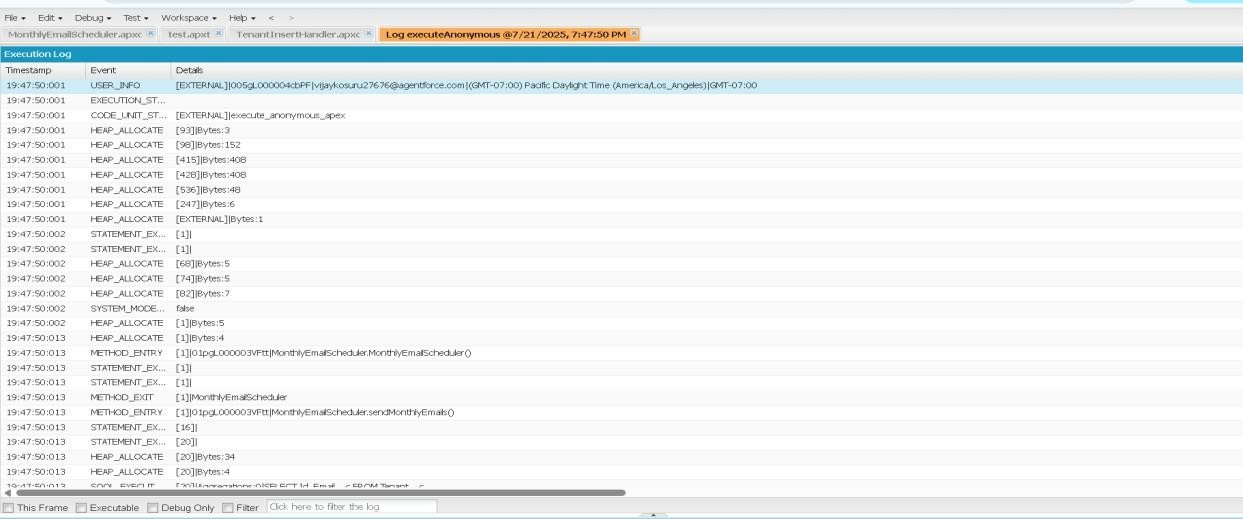 File Edit Debug Test Workspace Help < >
MonthlyEmailScheduler.apxc test.apxt TenantInsertHandler.apxc Log executeAnonymous @7/21/2025, 7:47:50 PM
Execution Log
Timestamp Event Details
19:47:50:001 USER_INFO [EXTERNAL]|005gL000004cbPF|vijaykosuru27676@agentforce.com|(GMT-07:00) Pacific Daylight Time (America/Los_Angeles)|GMT-07:00
19:47:50:001 EXECUTION_ST...
19:47:50:001 CODE_UNIT_ST... [EXTERNAL]|execute_anonymous_apex
19:47:50:001 HEAP_ALLOCATE [93]|Bytes:3
19:47:50:001 HEAP_ALLOCATE [98]|Bytes:152
19:47:50:001 HEAP_ALLOCATE [415]|Bytes:408
19:47:50:001 HEAP_ALLOCATE [428]|Bytes:408
19:47:50:001 HEAP_ALLOCATE [536]|Bytes:48
19:47:50:001 HEAP_ALLOCATE [247]|Bytes:6
19:47:50:001 HEAP_ALLOCATE [EXTERNAL]|Bytes:1
19:47:50:002 STATEMENT_EX... [1]|
19:47:50:002 STATEMENT_EX... [1]|
19:47:50:002 HEAP_ALLOCATE [68]|Bytes:5
19:47:50:002 HEAP_ALLOCATE [74]|Bytes:5
19:47:50:002 HEAP_ALLOCATE [82]|Bytes:7
19:47:50:002 SYSTEM_MODE... false
19:47:50:002 HEAP_ALLOCATE [1]|Bytes:5
19:47:50:013 HEAP_ALLOCATE [1]|Bytes:4
19:47:50:013 METHOD_ENTRY [1]|01pgL000003VFtt|MonthlyEmailScheduler.MonthlyEmailScheduler()
19:47:50:013 STATEMENT_EX... [1]|
19:47:50:013 STATEMENT_EX... [1]|
19:47:50:013 METHOD_EXIT [1]|MonthlyEmailScheduler
19:47:50:013 METHOD_ENTRY [1]|01pgL000003VFtt|MonthlyEmailScheduler.sendMonthlyEmails()
19:47:50:013 STATEMENT_EX... [16]|
19:47:50:013 STATEMENT_EX... [20]|
19:47:50:013 HEAP_ALLOCATE [20]|Bytes:34
19:47:50:013 HEAP_ALLOCATE [20]|Bytes:4
19:47:50:013 SOQL_EXECUT... [20]|Aggregations:0|SELECT Id, Email__c FROM Tenant__c
This Frame Executable Debug Only Filter Click here to filter the log